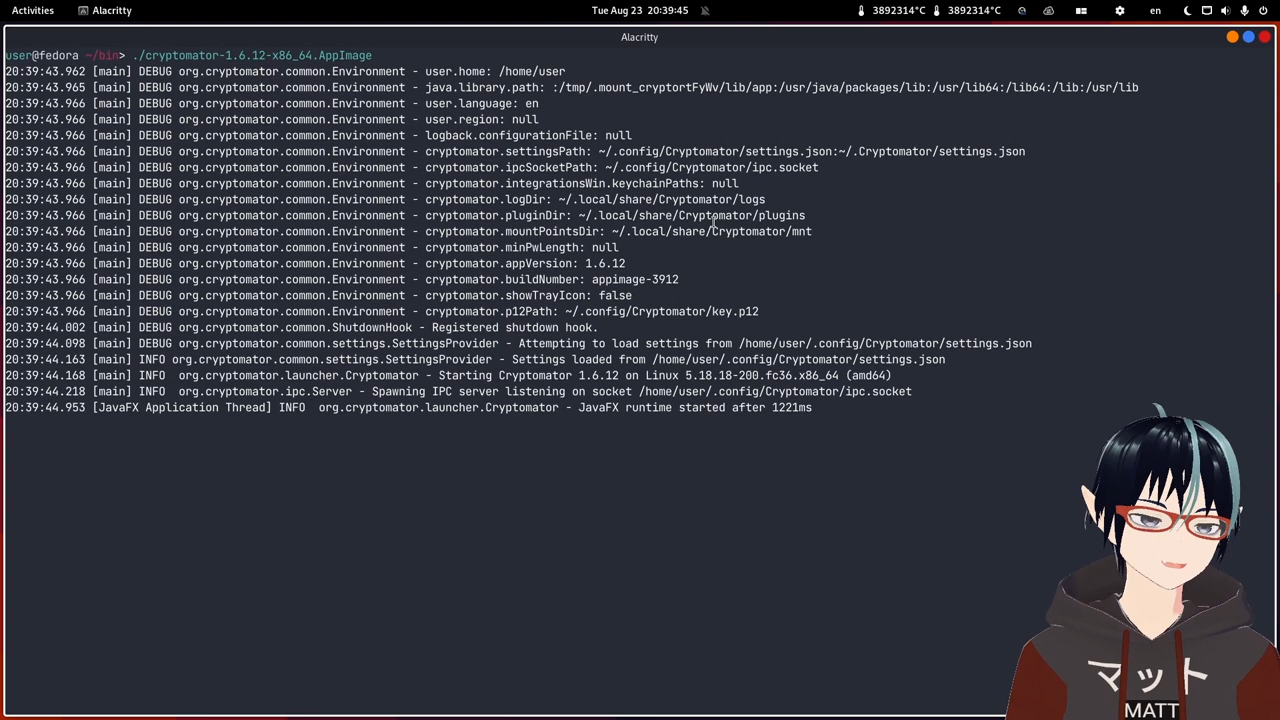 Activities Alacritty Tue Aug 23 20:39:45 3892314°C 3892314°C en
Alacritty
user@fedora ~/bin> ./cryptomator-1.6.12-x86_64.AppImage
20:39:43.962 [main] DEBUG org.cryptomator.common.Environment - user.home: /home/user
20:39:43.965 [main] DEBUG org.cryptomator.common.Environment - java.library.path: :/tmp/.mount_cryptortFyWv/lib/app:/usr/java/packages/lib:/usr/lib64:/lib64:/lib:/usr/lib
20:39:43.966 [main] DEBUG org.cryptomator.common.Environment - user.language: en
20:39:43.966 [main] DEBUG org.cryptomator.common.Environment - user.region: null
20:39:43.966 [main] DEBUG org.cryptomator.common.Environment - logback.configurationFile: null
20:39:43.966 [main] DEBUG org.cryptomator.common.Environment - cryptomator.settingsPath: ~/.config/Cryptomator/settings.json:~/.Cryptomator/settings.json
20:39:43.966 [main] DEBUG org.cryptomator.common.Environment - cryptomator.ipcSocketPath: ~/.config/Cryptomator/ipc.socket
20:39:43.966 [main] DEBUG org.cryptomator.common.Environment - cryptomator.integrationsWin.keychainPaths: null
20:39:43.966 [main] DEBUG org.cryptomator.common.Environment - cryptomator.logDir: ~/.local/share/Cryptomator/logs
20:39:43.966 [main] DEBUG org.cryptomator.common.Environment - cryptomator.pluginDir: ~/.local/share/Cryptomator/plugins
20:39:43.966 [main] DEBUG org.cryptomator.common.Environment - cryptomator.mountPointsDir: ~/.local/share/Cryptomator/mnt
20:39:43.966 [main] DEBUG org.cryptomator.common.Environment - cryptomator.minPwLength: null
20:39:43.966 [main] DEBUG org.cryptomator.common.Environment - cryptomator.appVersion: 1.6.12
20:39:43.966 [main] DEBUG org.cryptomator.common.Environment - cryptomator.buildNumber: appimage-3912
20:39:43.966 [main] DEBUG org.cryptomator.common.Environment - cryptomator.showTrayIcon: false
20:39:43.966 [main] DEBUG org.cryptomator.common.Environment - cryptomator.p12Path: ~/.config/Cryptomator/key.p12
20:39:44.002 [main] DEBUG org.cryptomator.common.ShutdownHook - Registered shutdown hook.
20:39:44.098 [main] DEBUG org.cryptomator.common.settings.SettingsProvider - Attempting to load settings from /home/user/.config/Cryptomator/settings.json
20:39:44.163 [main] INFO org.cryptomator.common.settings.SettingsProvider - Settings loaded from /home/user/.config/Cryptomator/settings.json
20:39:44.168 [main] INFO  org.cryptomator.launcher.Cryptomator - Starting Cryptomator 1.6.12 on Linux 5.18.18-200.fc36.x86_64 (amd64)
20:39:44.218 [main] INFO  org.cryptomator.ipc.Server - Spawning IPC server listening on socket /home/user/.config/Cryptomator/ipc.socket
20:39:44.953 [JavaFX Application Thread] INFO  org.cryptomator.launcher.Cryptomator - JavaFX runtime started after 1221ms
マット
MATT